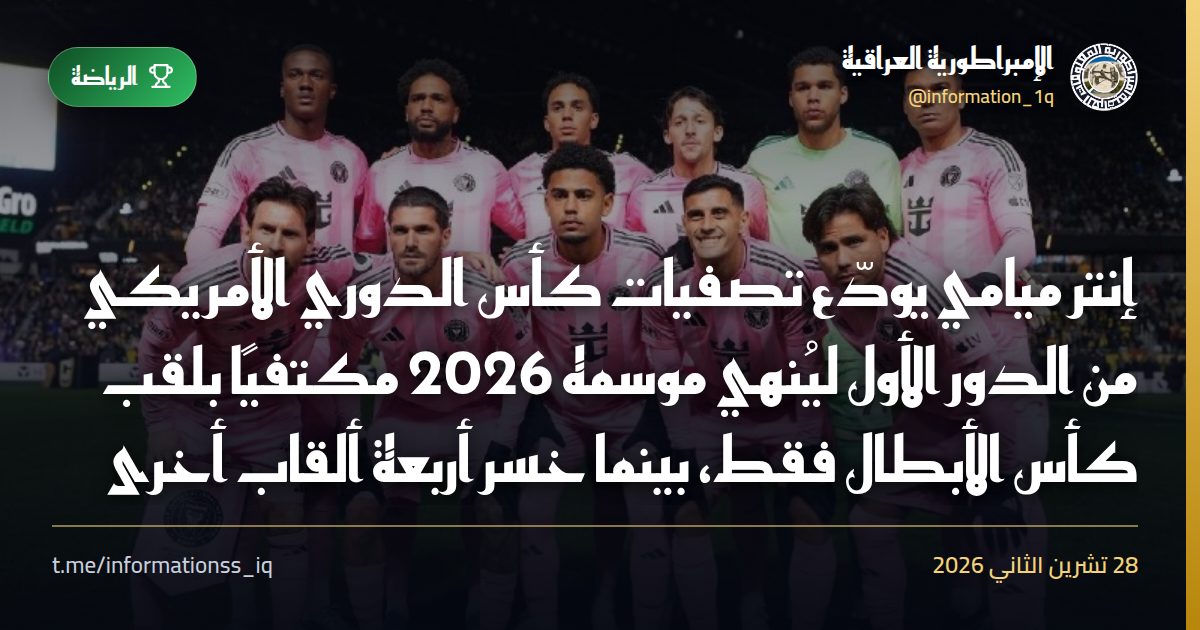 الإمبراطورية العراقية
@information_1q
الرياضة
إنتر ميامي يودّع تصفيات كأس الدوري الأمريكي
من الدور الأول ليُنهي موسمهُ 2026 مكتفيًا بلقب
كأس الأبطال فقط، بينما خسر أربعة ألقاب أخرى
28 تشرين الثاني 2026
t.me/informationss_iq